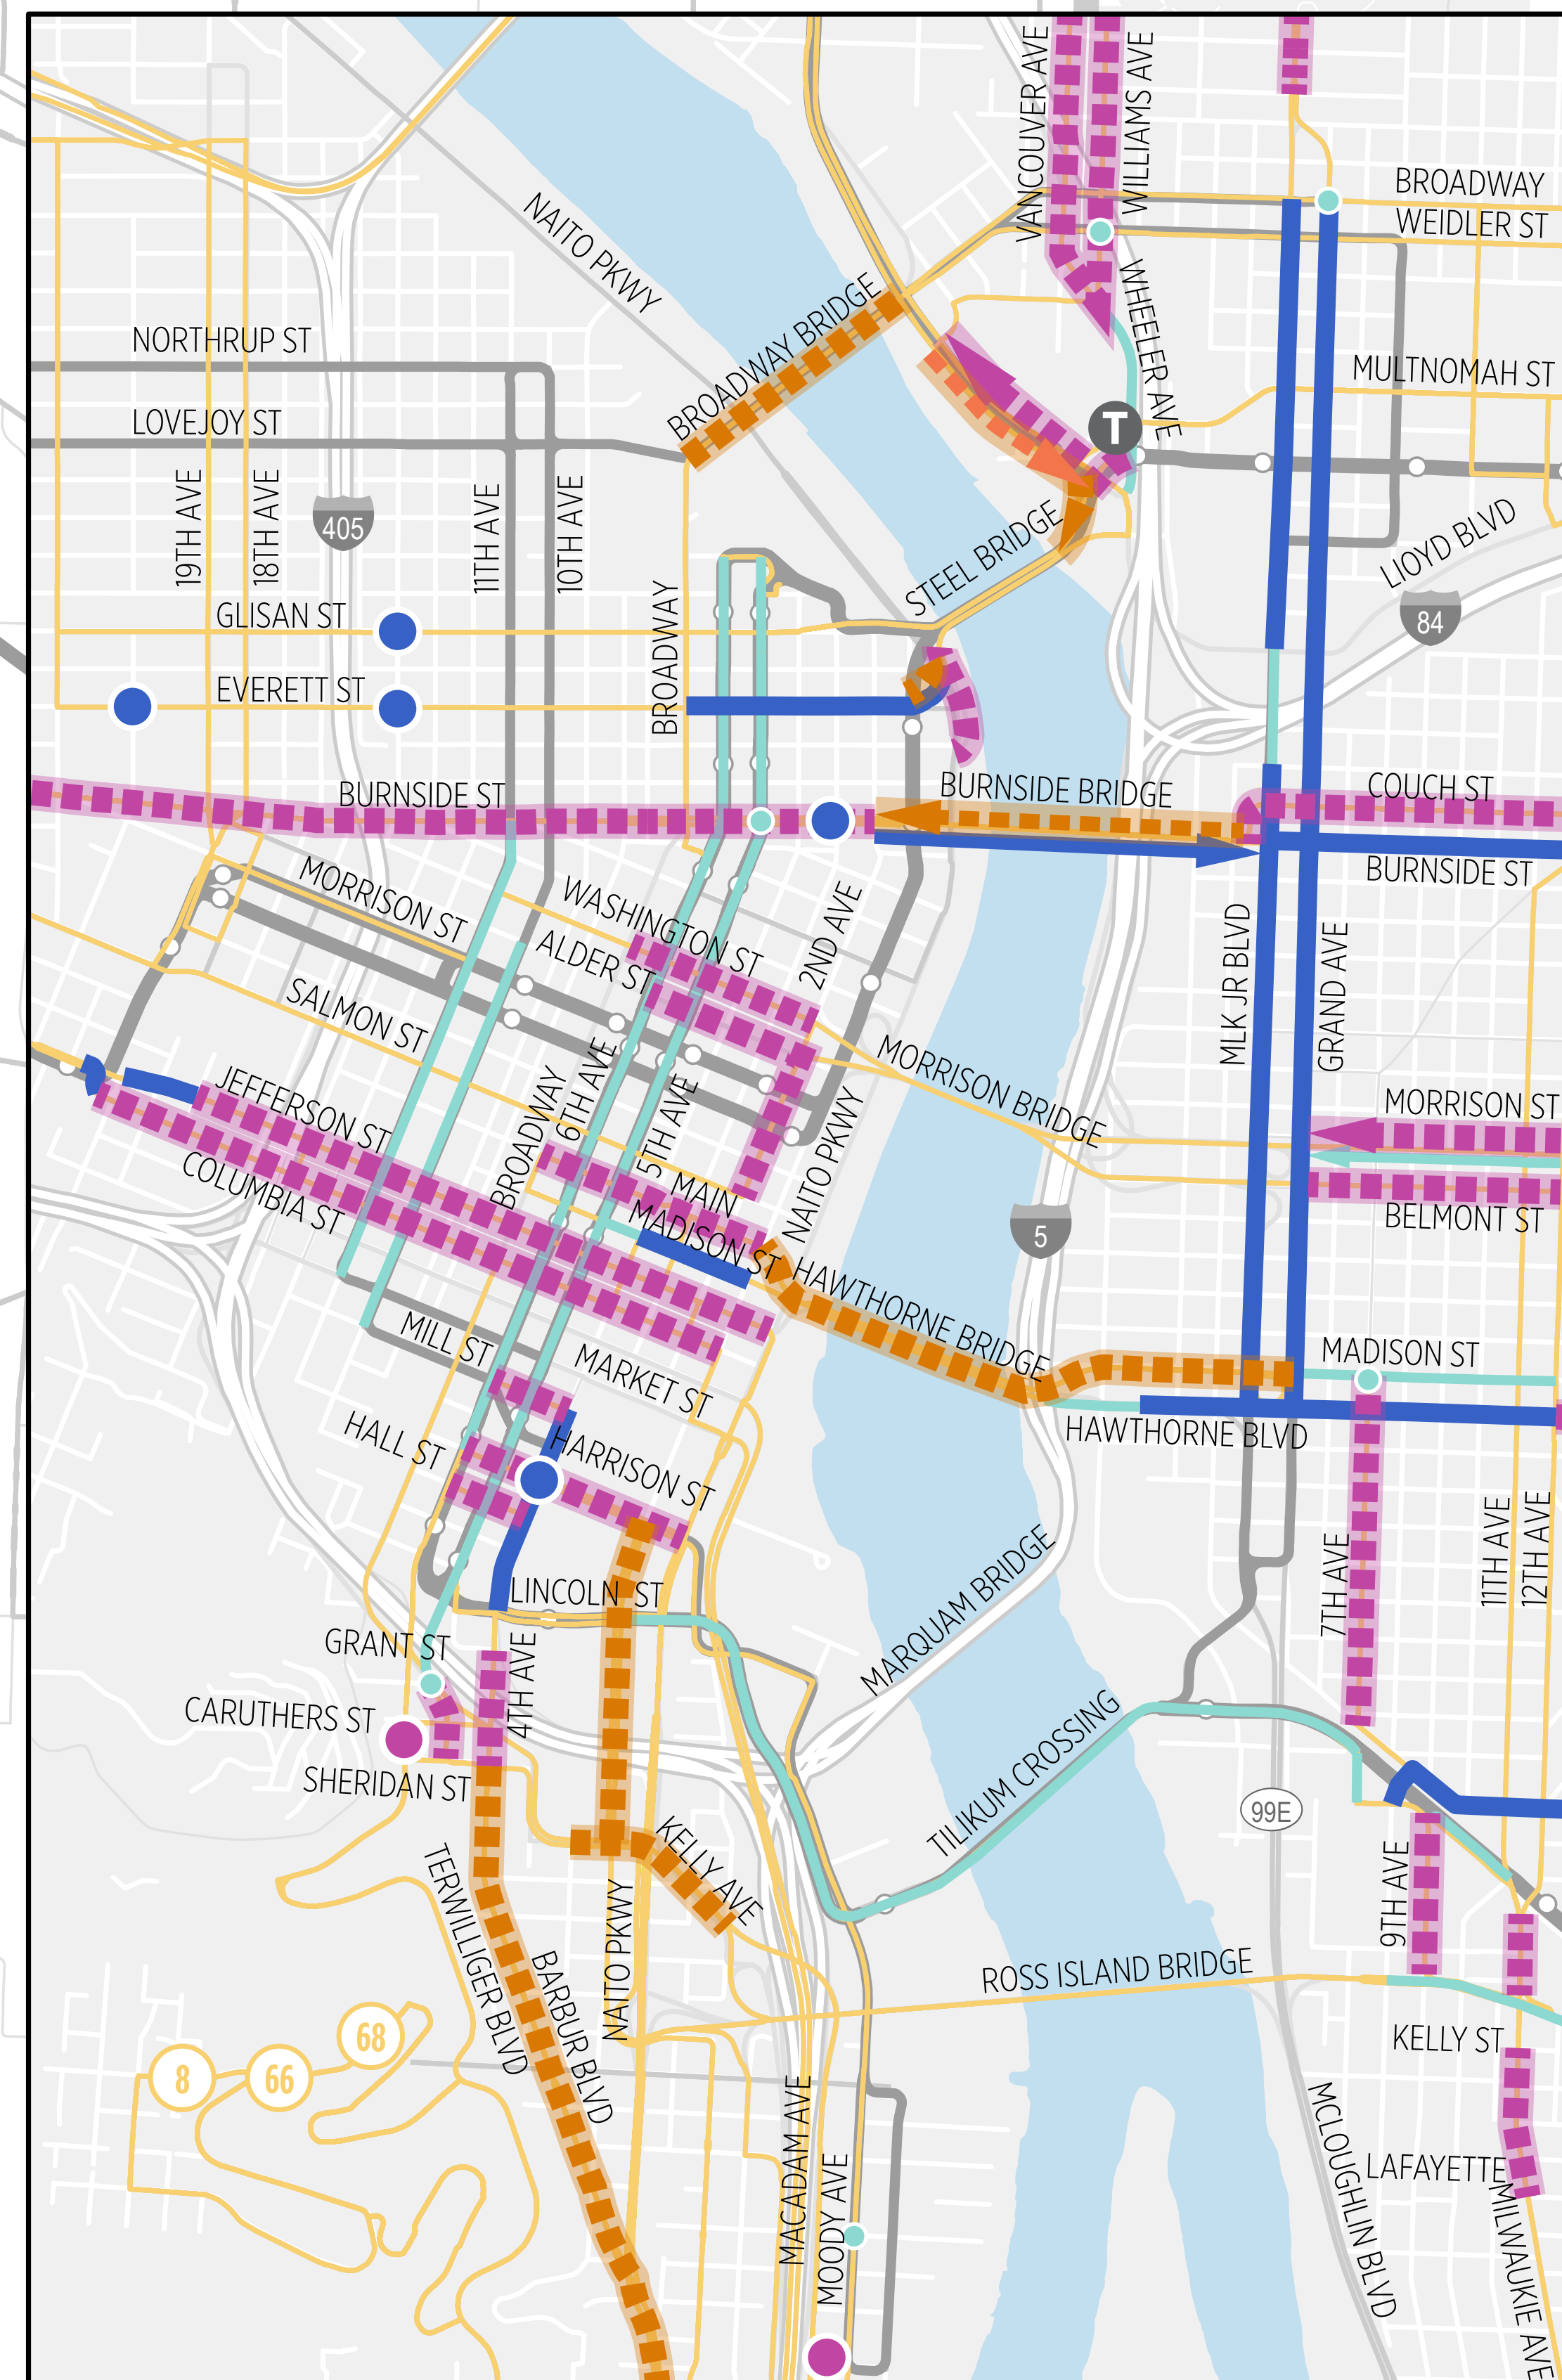 VANCOUVER AVE
WILLIAMS AVE
BROADWAY
WEIDLER ST
NAITO PKWY
WHEELER AVE
BROADWAY BRIDGE
NORTHRUP ST
MULTNOMAH ST
LOVEJOY ST
T
19TH AVE
18TH AVE
405
11TH AVE
10TH AVE
LIOYD BLVD
STEEL BRIDGE
84
GLISAN ST
BROADWAY
EVERETT ST
BURNSIDE ST
BURNSIDE BRIDGE
COUCH ST
BURNSIDE ST
MORRISON ST
WASHINGTON ST
2ND AVE
ALDER ST
MLK JR BLVD
GRAND AVE
SALMON ST
MORRISON BRIDGE
JEFFERSON ST
BROADWAY
6TH AVE
5TH AVE
NAITO PKWY
MORRISON ST
COLUMBIA ST
MAIN
MADISON ST
BELMONT ST
5
HAWTHORNE BRIDGE
MILL ST
MARKET ST
MADISON ST
HAWTHORNE BLVD
HALL ST
HARRISON ST
MARQUAM BRIDGE
7TH AVE
11TH AVE
12TH AVE
LINCOLN ST
GRANT ST
4TH AVE
CARUTHERS ST
SHERIDAN ST
TILIKUM CROSSING
99E
KELLY AVE
TERWILLIGER BLVD
BARBUR BLVD
NAITO PKWY
9TH AVE
ROSS ISLAND BRIDGE
68
8
66
KELLY ST
MACADAM AVE
MOODY AVE
MCLOUGHLIN BLVD
LAFAYETTE
MILWAUKIE AVE